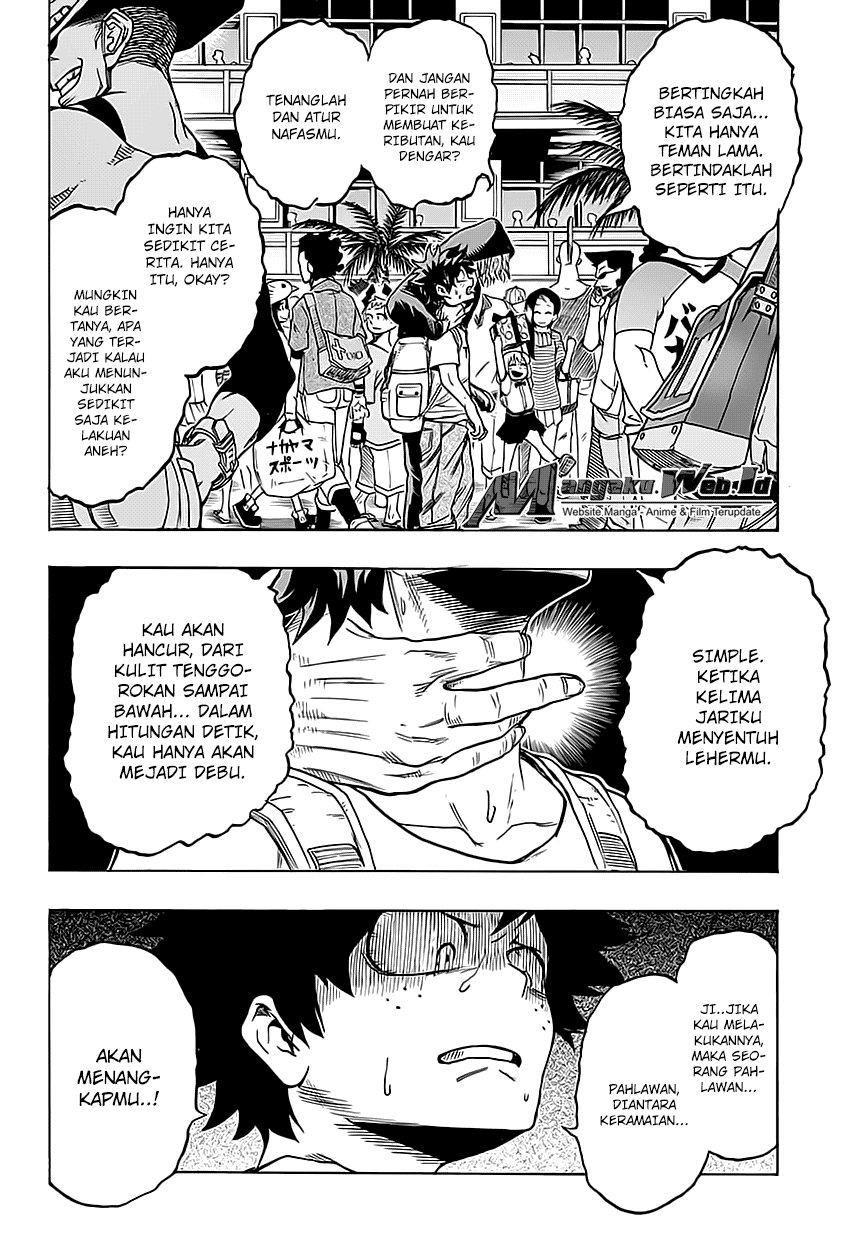 BERTINGKAH
BIASA SAJA...
KITA HANYA
TEMAN LAMA.
BERTINDAKLAH
SEPERTI ITU.
DAN JANGAN
PERNAH BER-
PIKIR UNTUK
MEMBUAT KE-
RIBUTAN, KAU
DENGAR?
TENANGLAH
DAN ATUR
NAFASMU.
HANYA
INGIN KITA
SEDIKIT CE-
RITA. HANYA
ITU, OKAY?
MUNGKIN
KAU BER-
TANYA, APA
YANG TER-
JADI KALAU
AKU MENUN-
JUKKAN
SEDIKIT
SAJA KE-
LAKUAN
ANEH?
ナカヤマ
スポーツ
Mangaku.Web.Id
Website Manga - Anime & Film Terupdate
SIMPLE.
KETIKA
KELIMA
JARIKU
MENYENTUH
LEHERMU.
KAU AKAN
HANCUR, DARI
KULIT TENGGO-
ROKAN SAMPAI
BAWAH... DALAM
HITUNGAN DETIK,
KAU HANYA AKAN
MEJADI DEBU.
JI..JIKA
KAU MELA-
KUKANNYA,
MAKA SEO-
RANG PAH-
LAWAN...
PAHLAWAN,
DIANTARA
KERAMAIAN...
AKAN
MENANG-
KAPMU..!